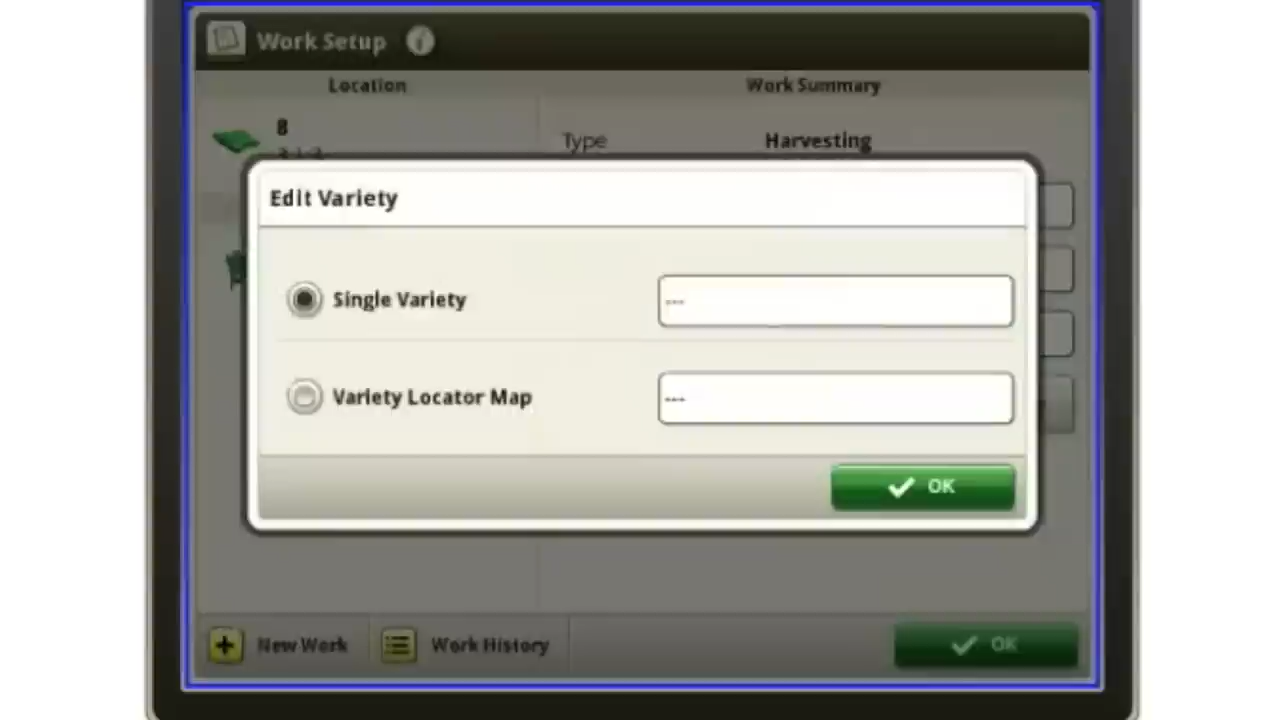 Work Setup i
Location
Work Summary
8
Type
Harvesting
Edit Variety
Single Variety
---
Variety Locator Map
---
OK
New Work
Work History
OK